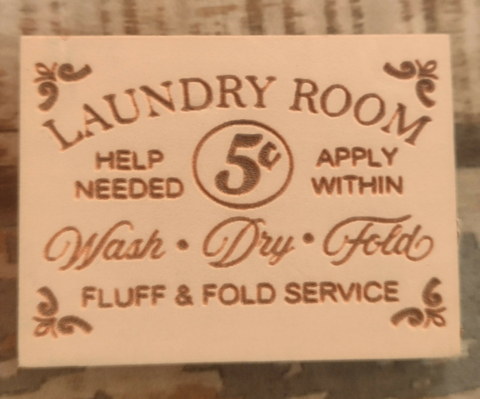 LAUNDRY ROOM
HELP NEEDED
5¢
APPLY WITHIN
Wash • Dry • Fold
FLUFF & FOLD SERVICE